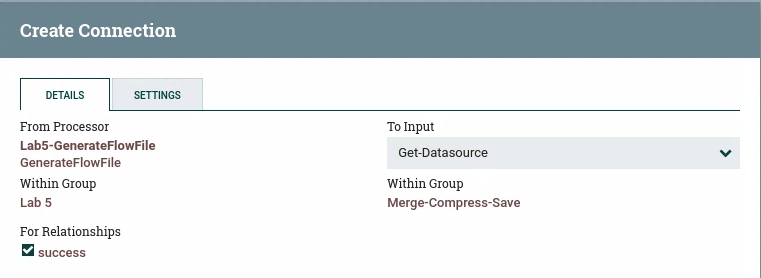 Create Connection
DETAILS
SETTINGS
From Processor
Lab5-GenerateFlowFile
GenerateFlowFile
Within Group
Lab 5
For Relationships
success
To Input
Get-Datasource
Within Group
Merge-Compress-Save